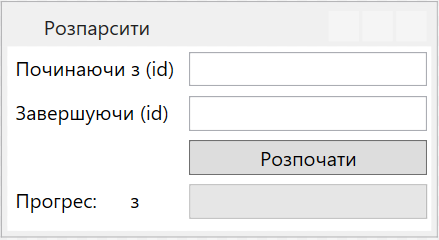 Розпарсити
Починаючи з (id)
Завершуючи (id)
Розпочати
Прогрес: з